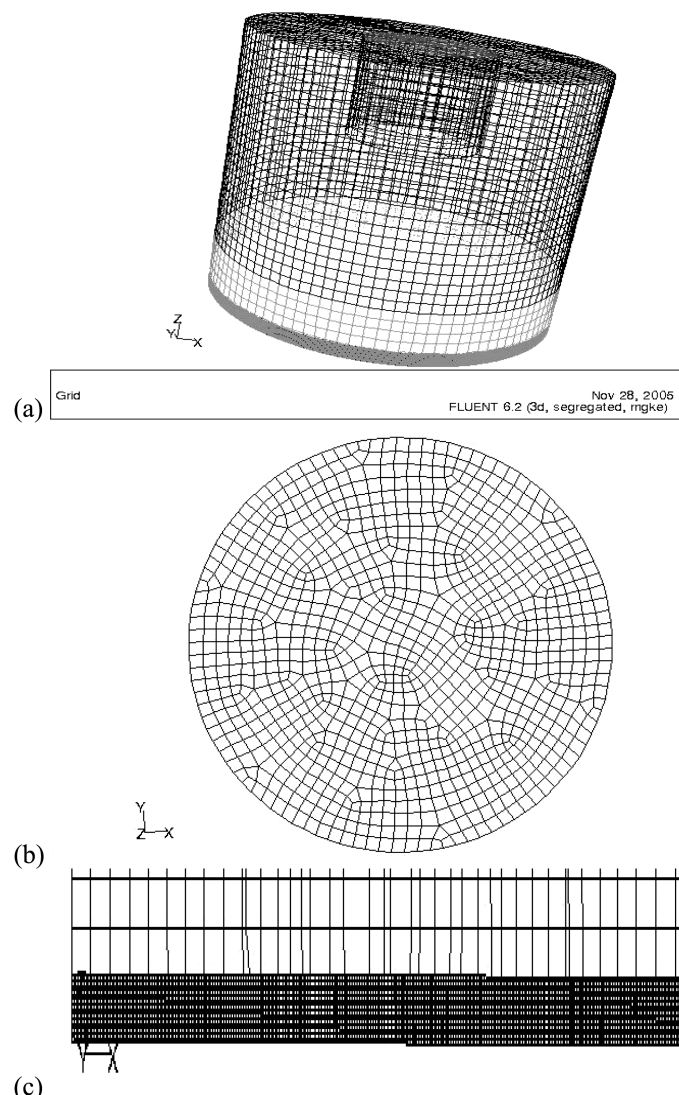 Z
Y X
(a)
Grid
Nov 28, 2005
FLUENT 6.2 (3d, segregated, rngke)
Y
Z X
(b)
(c)